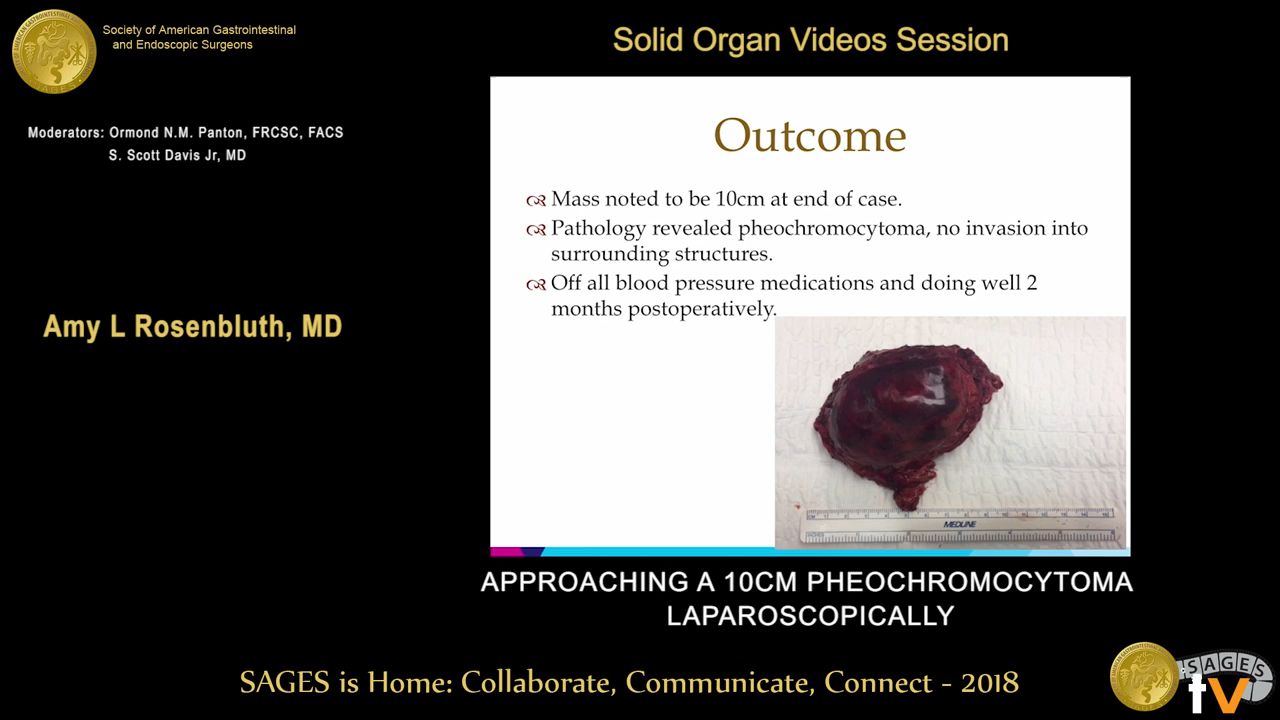 Society of American Gastrointestinal
and Endoscopic Surgeons
Solid Organ Videos Session
Moderators: Ormond N.M. Panton, FRCSC, FACS
S. Scott Davis Jr, MD
Amy L Rosenbluth, MD
Outcome
Mass noted to be 10cm at end of case.
Pathology revealed pheochromocytoma, no invasion into
surrounding structures.
Off all blood pressure medications and doing well 2
months postoperatively.
MEDLINE
APPROACHING A 10CM PHEOCHROMOCYTOMA
LAPAROSCOPICALLY
SAGES is Home: Collaborate, Communicate, Connect - 2018
SAGES
tv